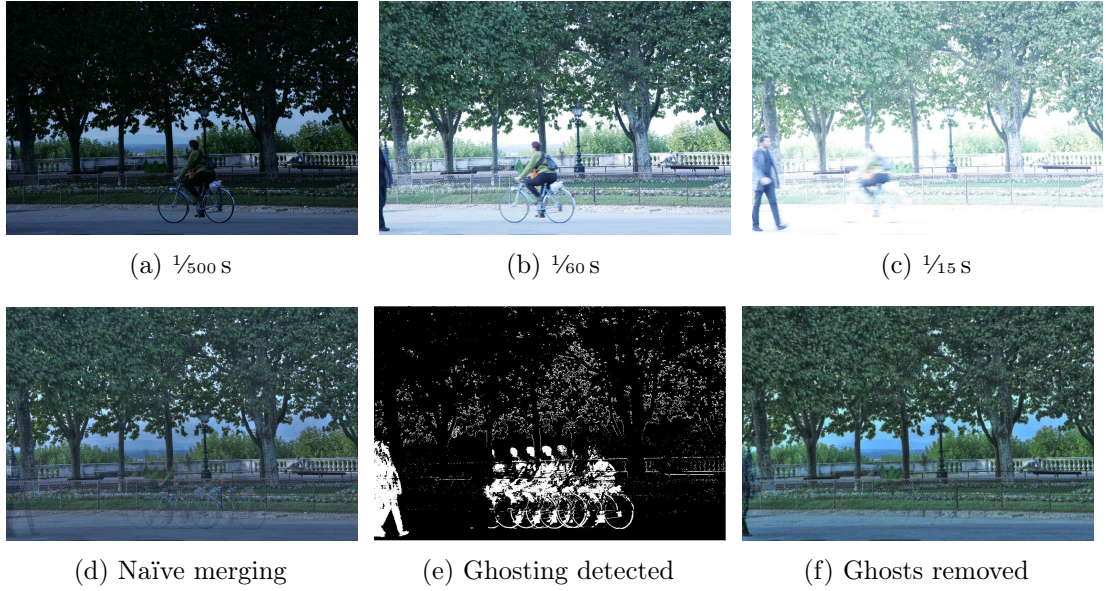 (a) 1/500 s
(b) 1/60 s
(c) 1/15 s
(d) Naïve merging
(e) Ghosting detected
(f) Ghosts removed